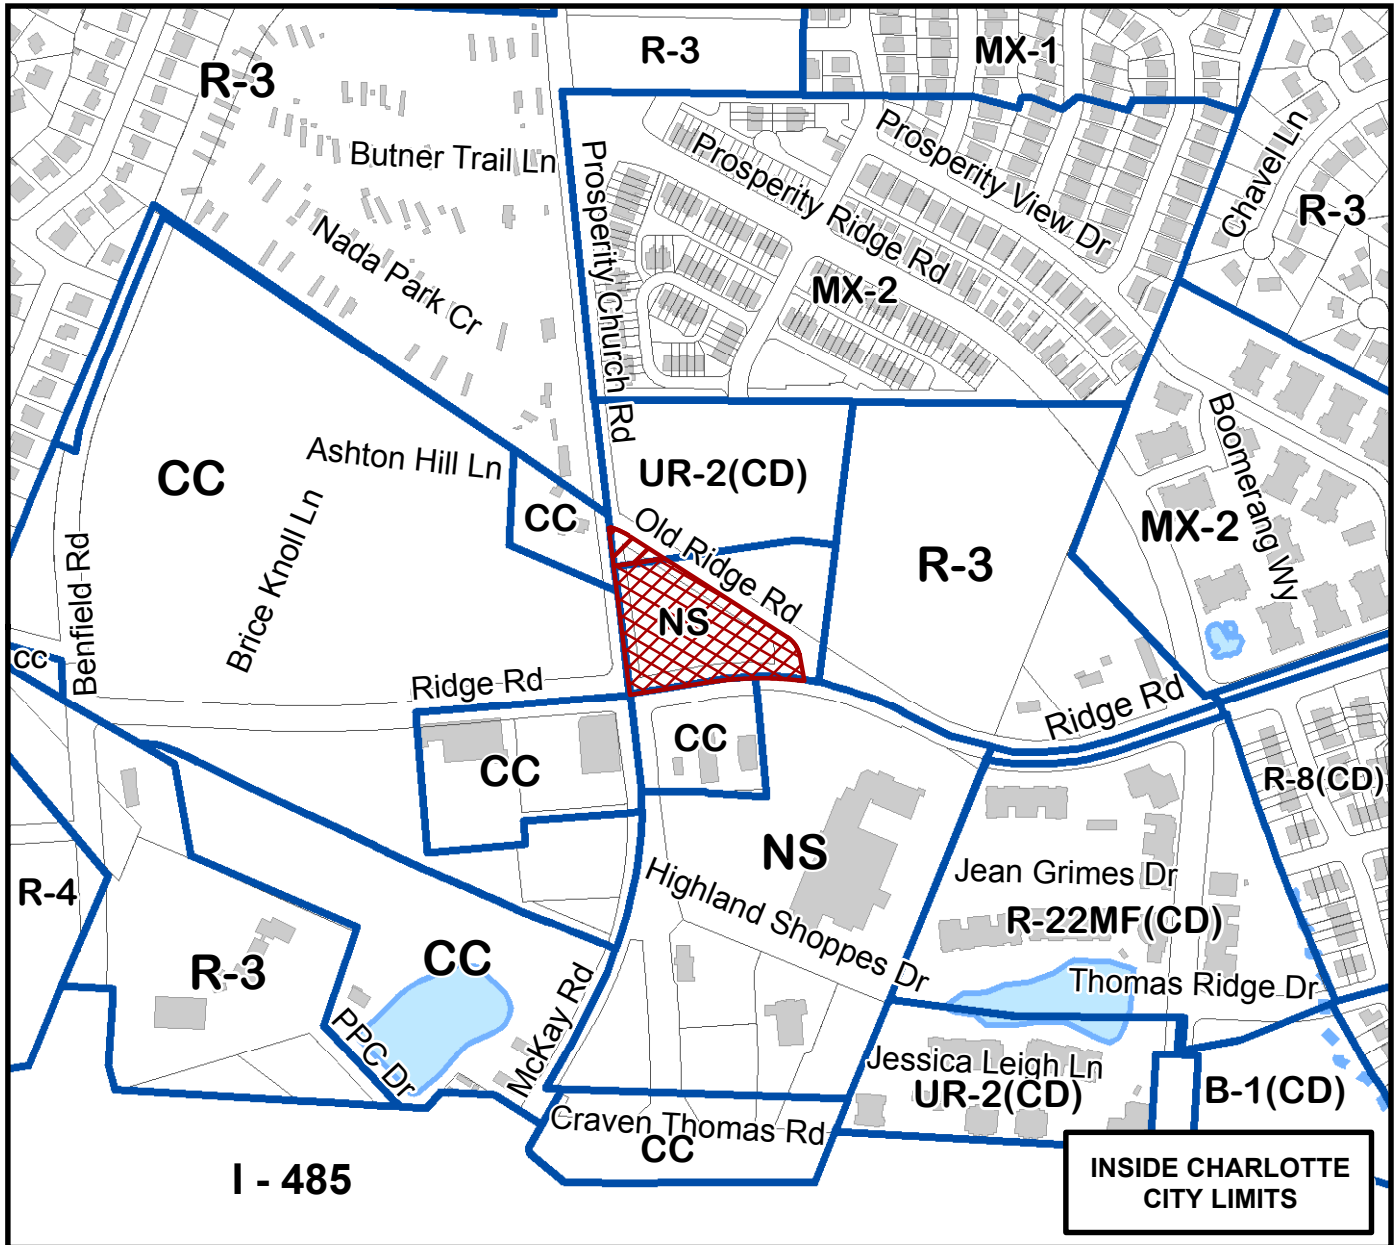 R-3
MX-1
R-3
Butner Trail Ln
Prosperity View Dr
Chavel Ln
Prosperity Ridge Rd
Prosperity Church Rd
R-3
Nada Park Cr
MX-2
Boomerang Wy
Ashton Hill Ln
UR-2(CD)
CC
CC
Old Ridge Rd
MX-2
Brice Knoll Ln
Benfield Rd
R-3
NS
CC
Ridge Rd
Ridge Rd
CC
CC
R-8(CD)
NS
Jean Grimes Dr
Highland Shoppes Dr
R-4
R-22MF(CD)
CC
R-3
Thomas Ridge Dr
McKay Rd
PPC Dr
Jessica Leigh Ln
UR-2(CD)
B-1(CD)
Craven Thomas Rd
CC
I - 485
INSIDE CHARLOTTE
CITY LIMITS